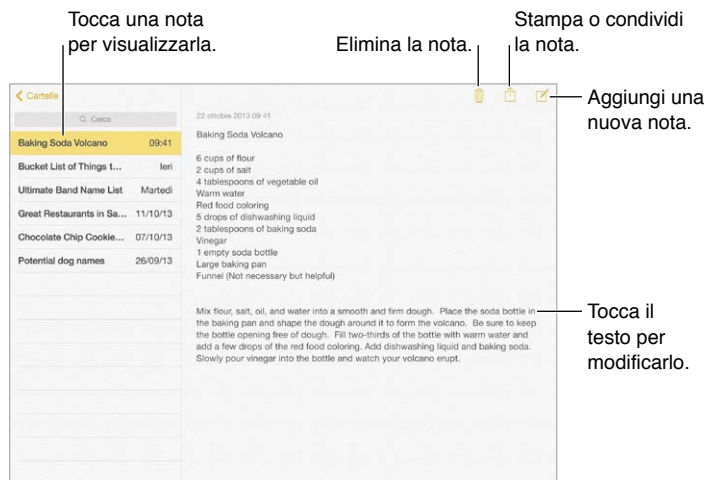 Tocca una nota
per visualizzarla.
Elimina la nota.
Stampa o condividi
la nota.
Aggiungi una
nuova nota.
Cartelle
Cerca
Baking Soda Volcano 09:41
Bucket List of Things t... Ieri
Ultimate Band Name List Martedì
Great Restaurants in Sa... 11/10/13
Chocolate Chip Cookie... 07/10/13
Potential dog names 26/09/13
22 ottobre 2013 09:41
Baking Soda Volcano
6 cups of flour
2 cups of salt
4 tablespoons of vegetable oil
Warm water
Red food coloring
5 drops of dishwashing liquid
2 tablespoons of baking soda
Vinegar
1 empty soda bottle
Large baking pan
Funnel (Not necessary but helpful)
Mix flour, salt, oil, and water into a smooth and firm dough.  Place the soda bottle in
the baking pan and shape the dough around it to form the volcano.  Be sure to keep
the bottle opening free of dough.  Fill two-thirds of the bottle with warm water and
add a few drops of the red food coloring. Add dishwashing liquid and baking soda.
Slowly pour vinegar into the bottle and watch your volcano erupt.
Tocca il
testo per
modificarlo.